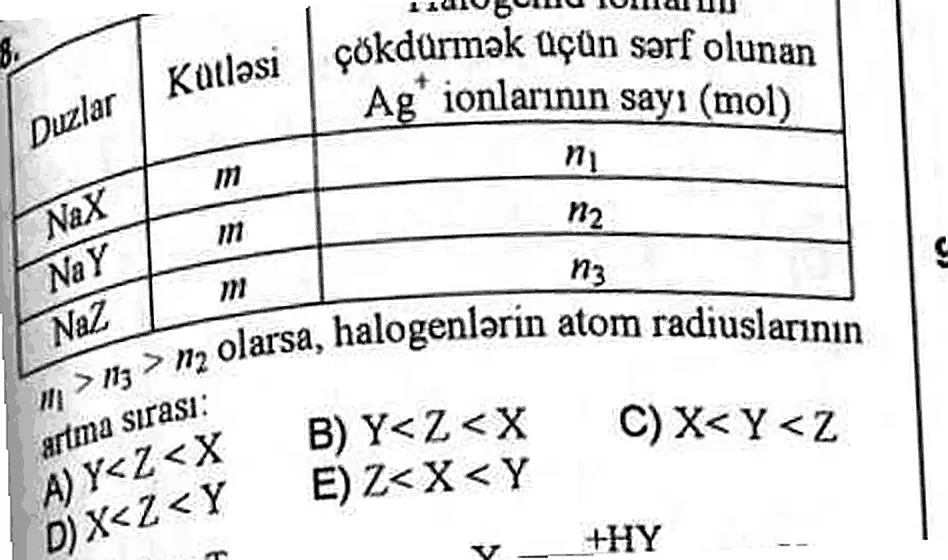 8.
Duzlar
Kütləsi
Halogenid ionlarını
çökdürmək üçün sərf olunan
Ag⁺ ionlarının sayı (mol)
NaX m n₁
NaY m n₂
NaZ m n₃
n₁ > n₃ > n₂ olarsa, halogenlərin atom radiuslarının
artma sırası:
A) Y< Z < X B) Y< Z < X C) X< Y < Z
D) X< Z < Y E) Z< X < Y
+HY